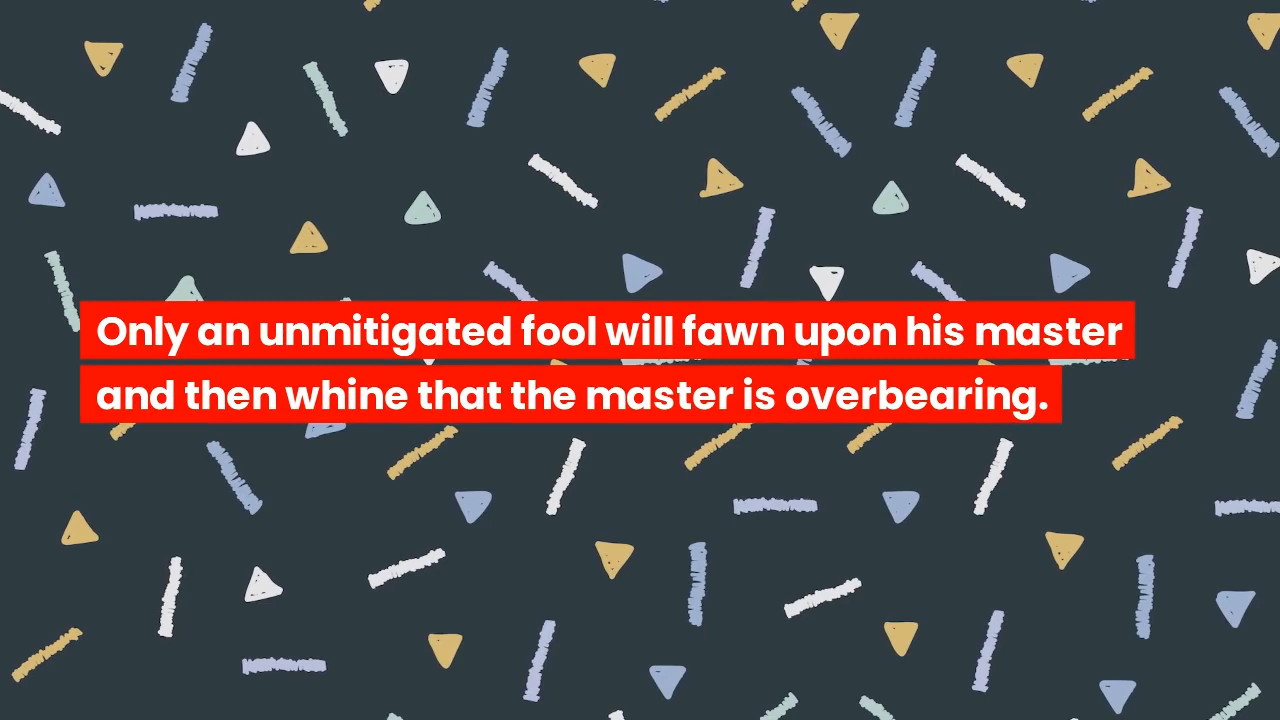 Only an unmitigated fool will fawn upon his master
and then whine that the master is overbearing.